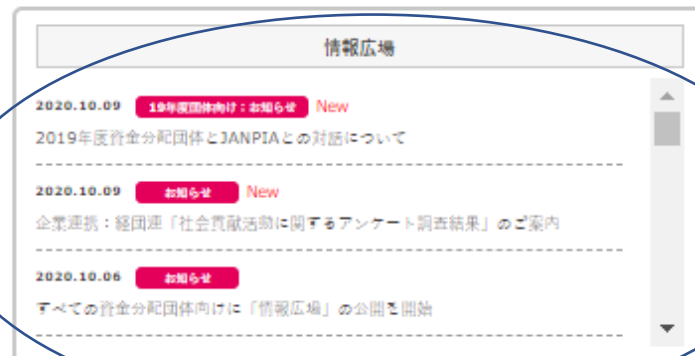 情報広場
2020.10.09 19年度団体向け：お知らせ New
2019年度資金分配団体とJANPIAとの対話について
2020.10.09 お知らせ New
企業連携：経団連「社会貢献活動に関するアンケート調査結果」のご案内
2020.10.06 お知らせ
すべての資金分配団体向けに「情報広場」の公開を開始